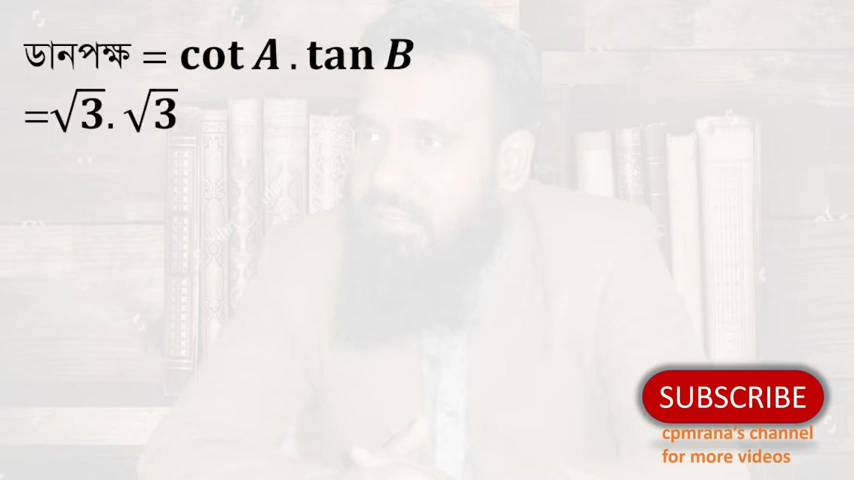 ডানপক্ষ = cot A . tan B
=√3. √3
SUBSCRIBE
cpmrana's channel
for more videos